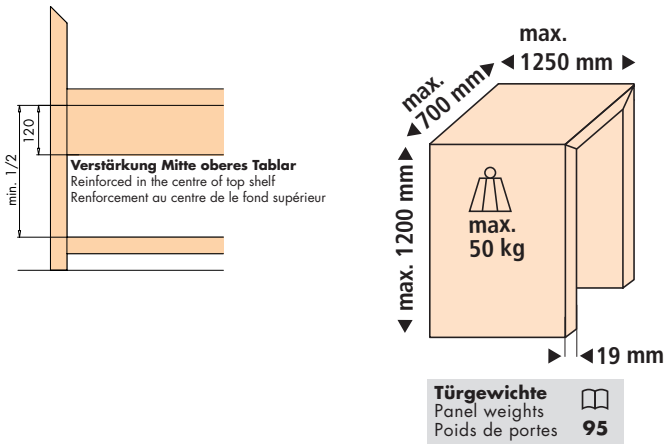 120
min. 1/2
Verstärkung Mitte oberes Tablar
Reinforced in the centre of top shelf
Renforcement au centre de le fond supérieur
max.
1250 mm
max.
700 mm
max. 1200 mm
max.
50 kg
19 mm
Türgewichte
Panel weights
Poids de portes 95